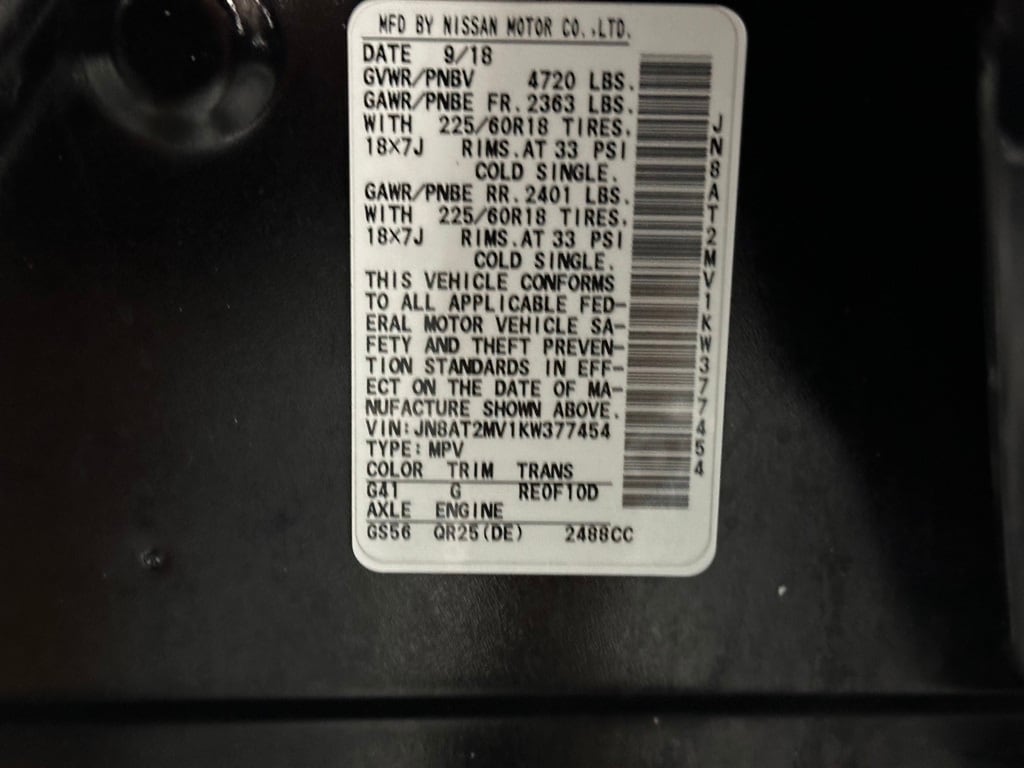 MFD BY NISSAN MOTOR CO.,LTD.
DATE 9/18
GVWR/PNBV 4720 LBS.
GAWR/PNBE FR. 2363 LBS.
WITH 225/60R18 TIRES.
18X7J RIMS. AT 33 PSI
COLD SINGLE.
GAWR/PNBE RR. 2401 LBS.
WITH 225/60R18 TIRES.
18X7J RIMS. AT 33 PSI
COLD SINGLE.
THIS VEHICLE CONFORMS
TO ALL APPLICABLE FED-
ERAL MOTOR VEHICLE SA-
FETY AND THEFT PREVEN-
TION STANDARDS IN EFF-
ECT ON THE DATE OF MA-
NUFACTURE SHOWN ABOVE.
VIN: JN8AT2MV1KW377454
TYPE: MPV
COLOR TRIM TRANS
G41 G RE0F10D
AXLE ENGINE
GS56 QR25(DE) 2488CC
JN8AT2MV1KW377454